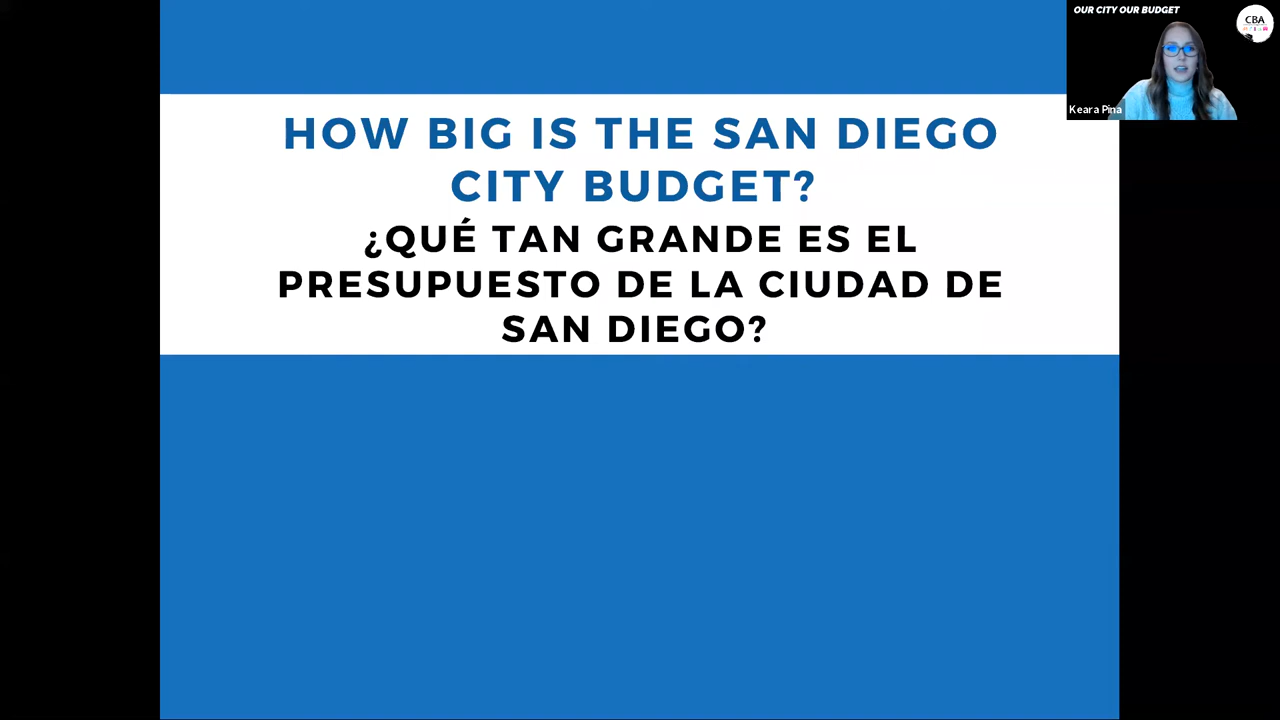 OUR CITY OUR BUDGET
CBA
Keara Pina
HOW BIG IS THE SAN DIEGO
CITY BUDGET?
¿QUÉ TAN GRANDE ES EL
PRESUPUESTO DE LA CIUDAD DE
SAN DIEGO?